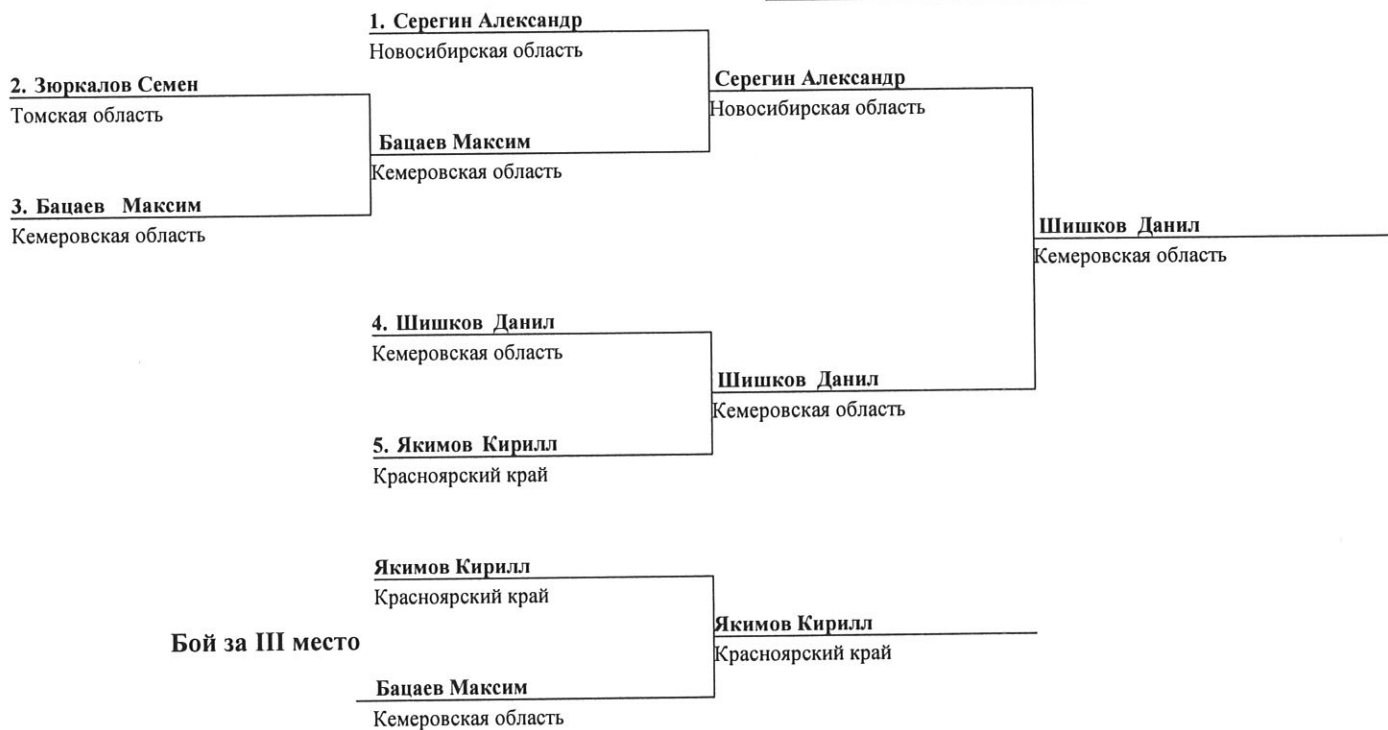 1. Серегин Александр
Новосибирская область
2. Зюркалов Семен
Томская область
Серегин Александр
Новосибирская область
Бацаев Максим
Кемеровская область
3. Бацаев Максим
Кемеровская область
Шишков Данил
Кемеровская область
4. Шишков Данил
Кемеровская область
Шишков Данил
Кемеровская область
5. Якимов Кирилл
Красноярский край
Якимов Кирилл
Красноярский край
Бой за III место
Якимов Кирилл
Красноярский край
Бацаев Максим
Кемеровская область